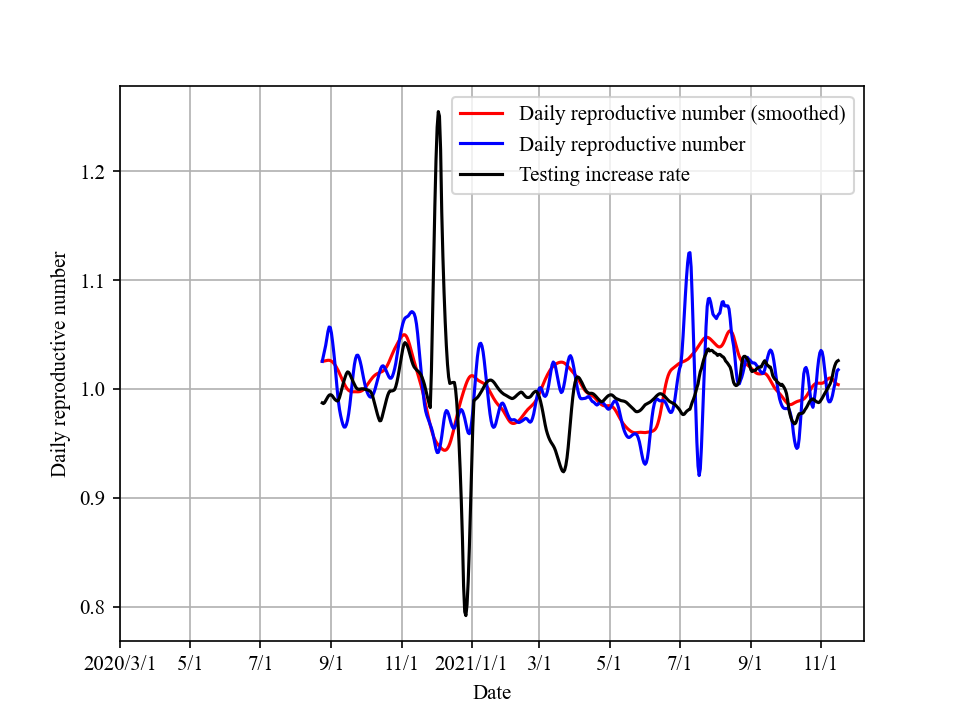 Daily reproductive number (smoothed)
Daily reproductive number
Testing increase rate
Daily reproductive number
1.2
1.1
1.0
0.9
0.8
2020/3/1 5/1 7/1 9/1 11/1 2021/1/1 3/1 5/1 7/1 9/1 11/1
Date